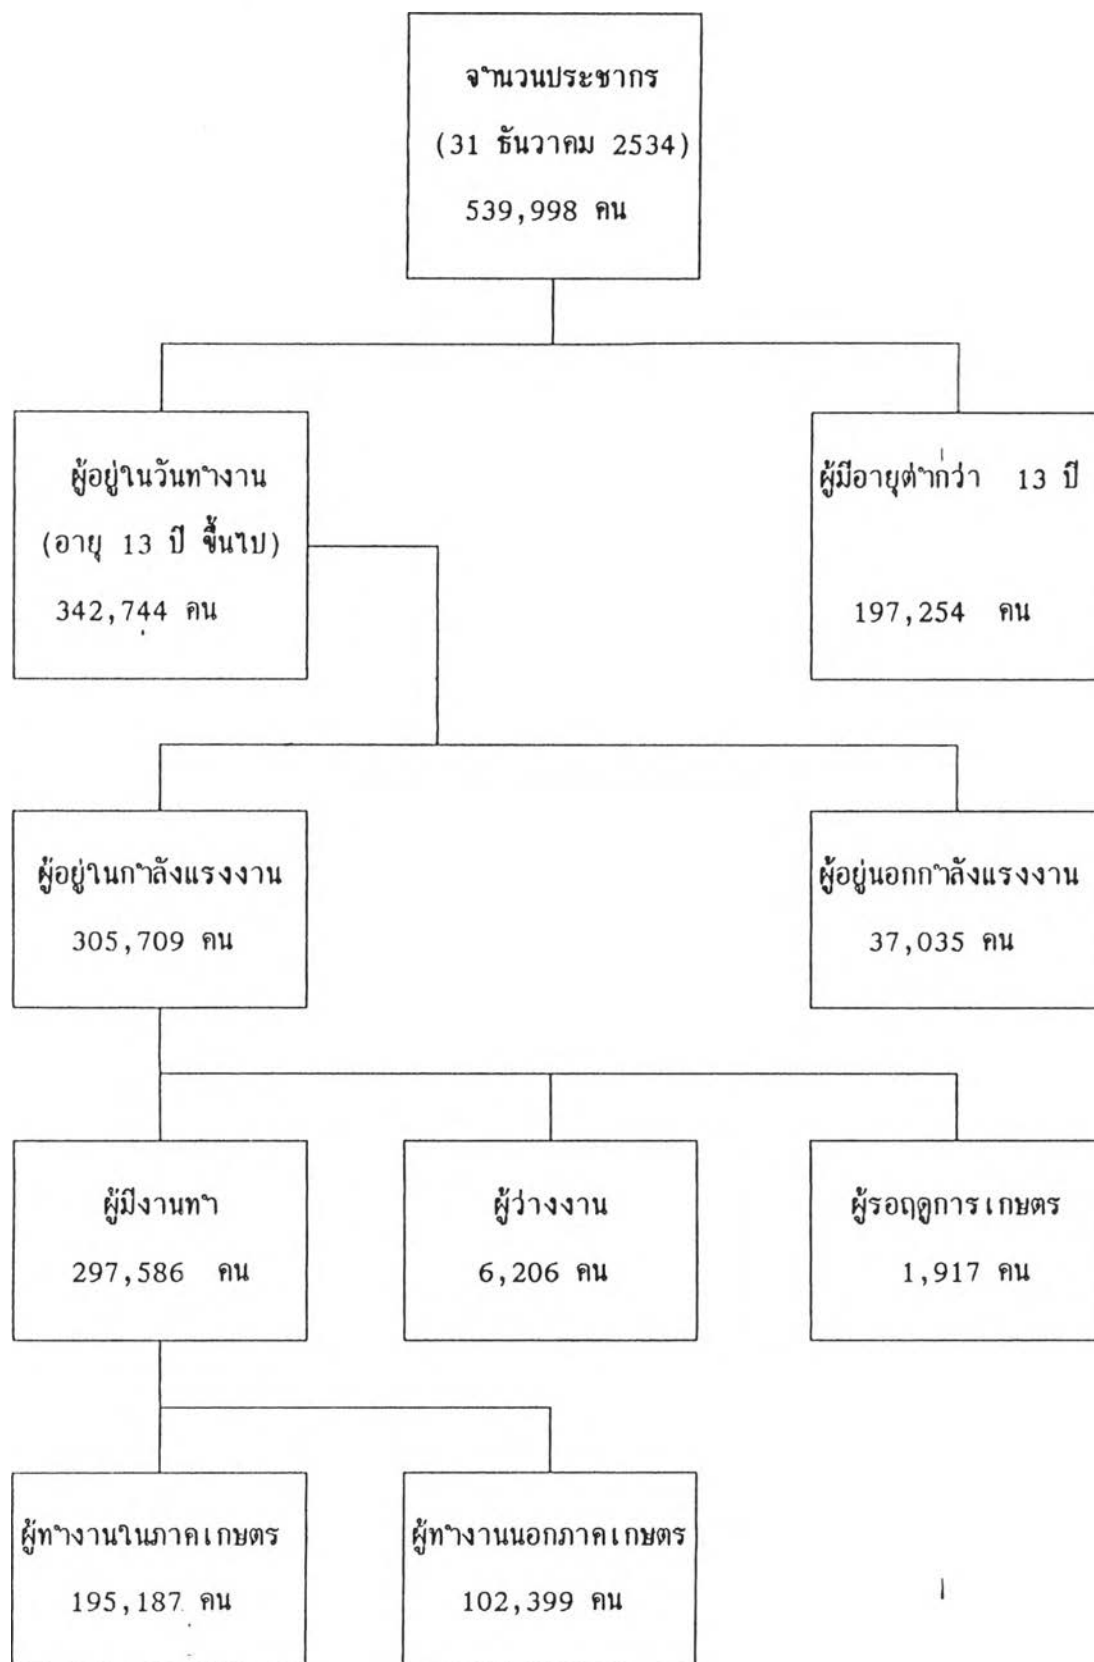 จำนวนประชากร
(31 ธันวาคม 2534)
539,998 คน
ผู้อยู่ในวันทำงาน
(อายุ 13 ปี ขึ้นไป)
342,744 คน
ผู้มีอายุต่ำกว่า 13 ปี
197,254 คน
ผู้อยู่ในกำลังแรงงาน
305,709 คน
ผู้อยู่นอกกำลังแรงงาน
37,035 คน
ผู้มีงานทำ
297,586 คน
ผู้ว่างงาน
6,206 คน
ผู้รอฤดูการเกษตร
1,917 คน
ผู้ทำงานในภาคเกษตร
195,187 คน
ผู้ทำงานนอกภาคเกษตร
102,399 คน